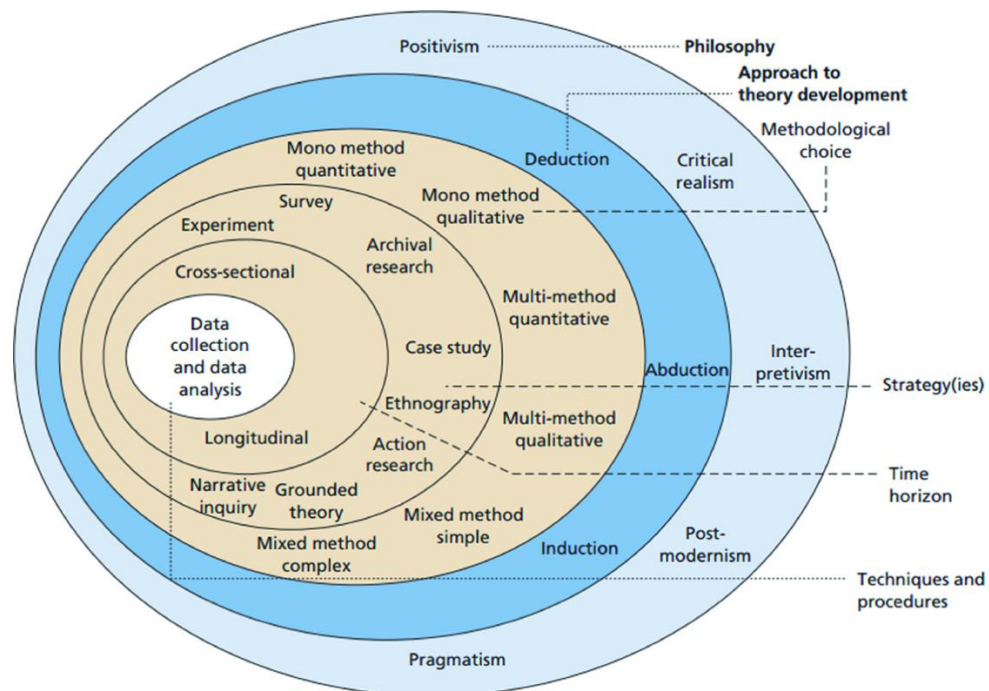 Positivism
Philosophy
Approach to
theory development
Methodological
choice
Mono method
quantitative
Deduction
Critical
realism
Mono method
qualitative
Survey
Experiment
Archival
research
Cross-sectional
Multi-method
quantitative
Data
collection
and data
analysis
Case study
Abduction
Inter-
pretivism
Strategy(ies)
Ethnography
Multi-method
qualitative
Longitudinal
Action
research
Time
horizon
Narrative
inquiry
Grounded
theory
Mixed method
simple
Mixed method
complex
Induction
Post-
modernism
Techniques and
procedures
Pragmatism